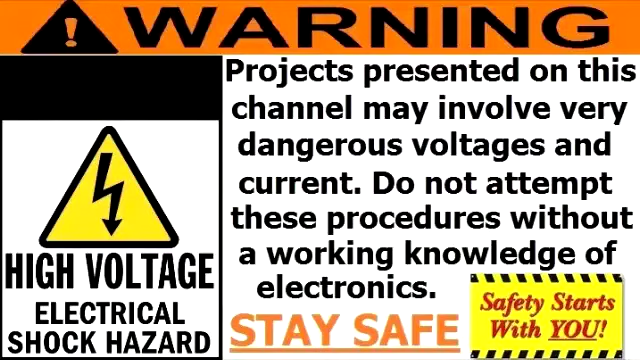 WARNING
Projects presented on this
channel may involve very
dangerous voltages and
current. Do not attempt
these procedures without
a working knowledge of
electronics.
HIGH VOLTAGE
ELECTRICAL
SHOCK HAZARD
STAY SAFE
Safety Starts
With YOU!